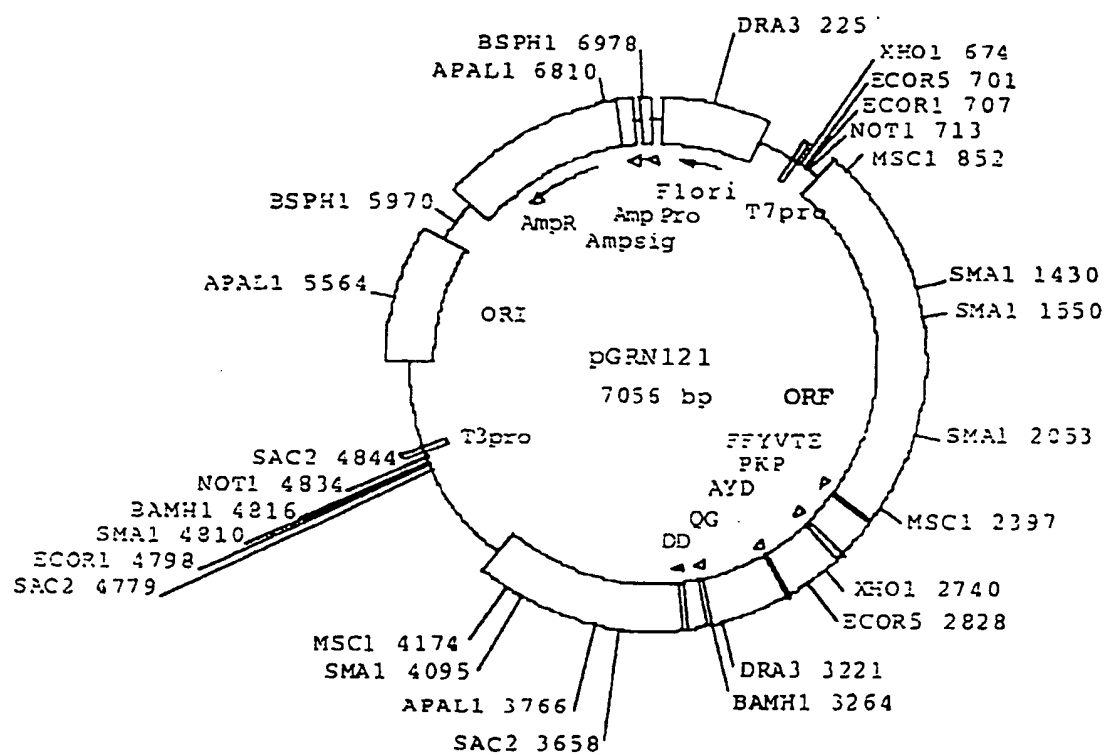 DRA3 225
BSPH1 6978
APAL1 6810
XHO1 674
ECOR5 701
ECOR1 707
NOT1 713
MSC1 852
F1ori
T7pro
Amp Pro
AmpR
Ampsig
BSPH1 5970
APAL1 5564
ORI
SMA1 1430
SMA1 1550
pGRN121
7056 bp
ORF
SMA1 2053
FFYVTE
PKP
AYD
QG
DD
T3pro
SAC2 4844
NOT1 4834
BAMH1 4816
SMA1 4810
ECOR1 4798
SAC2 4779
MSC1 2397
XHO1 2740
ECOR5 2828
DRA3 3221
BAMH1 3264
MSC1 4174
SMA1 4095
APAL1 3766
SAC2 3658